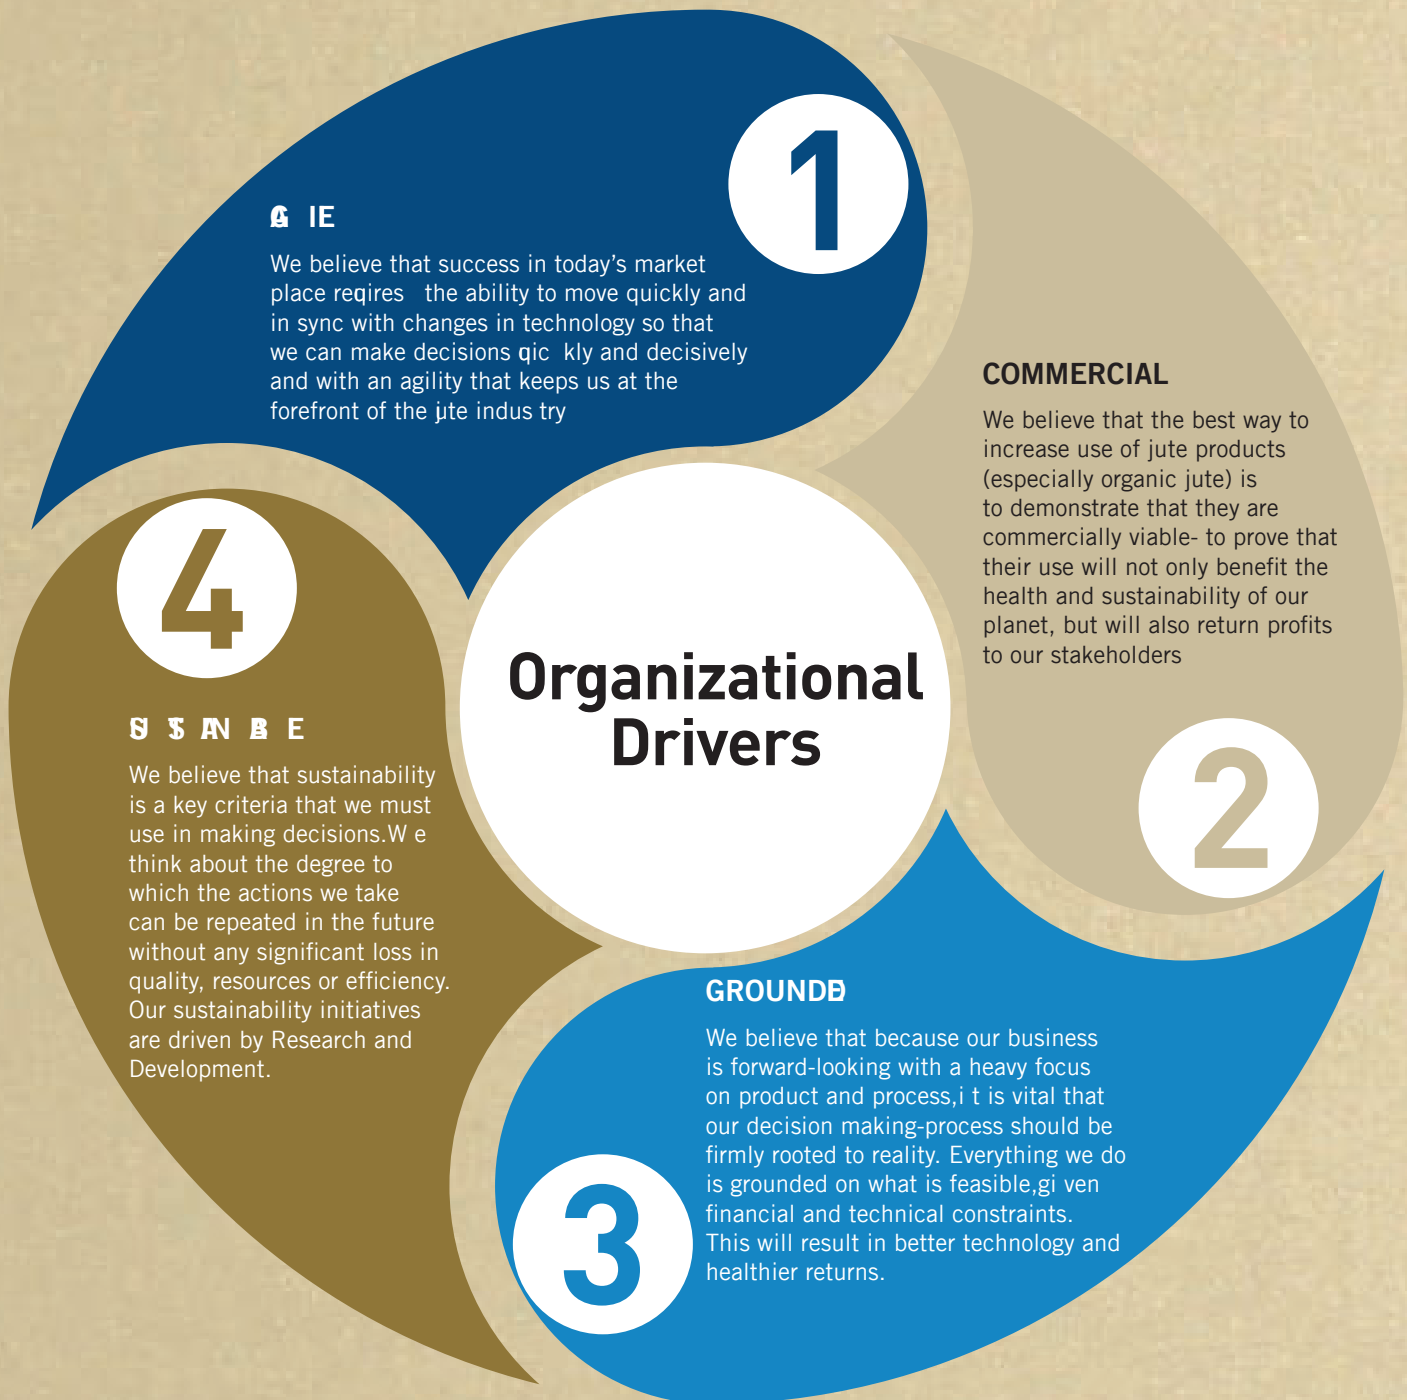 1
We believe that success in today's market
place reqires the ability to move quickly and
in sync with changes in technology so that
we can make decisions qic kly and decisively
and with an agility that keeps us at the
forefront of the jute indus try
COMMERCIAL
We believe that the best way to
increase use of jute products
(especially organic jute) is
to demonstrate that they are
commercially viable- to prove that
their use will not only benefit the
health and sustainability of our
planet, but will also return profits
to our stakeholders
2
Organizational
Drivers
GROUNDED
We believe that because our business
is forward-looking with a heavy focus
on product and process,i t is vital that
our decision making-process should be
firmly rooted to reality. Everything we do
is grounded on what is feasible,gi ven
financial and technical constraints.
This will result in better technology and
healthier returns.
3
4
We believe that sustainability
is a key criteria that we must
use in making decisions.W e
think about the degree to
which the actions we take
can be repeated in the future
without any significant loss in
quality, resources or efficiency.
Our sustainability initiatives
are driven by Research and
Development.